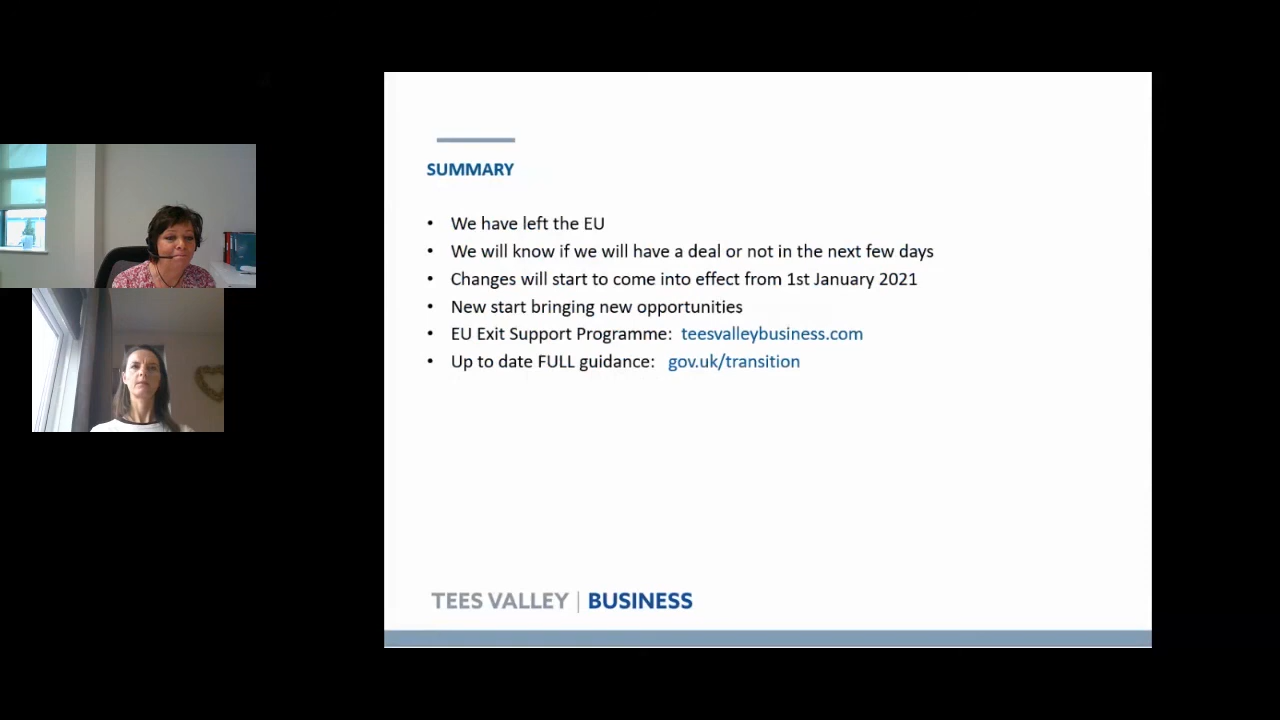 SUMMARY
• We have left the EU
• We will know if we will have a deal or not in the next few days
• Changes will start to come into effect from 1st January 2021
• New start bringing new opportunities
• EU Exit Support Programme: teesvalleybusiness.com
• Up to date FULL guidance: gov.uk/transition
TEES VALLEY | BUSINESS